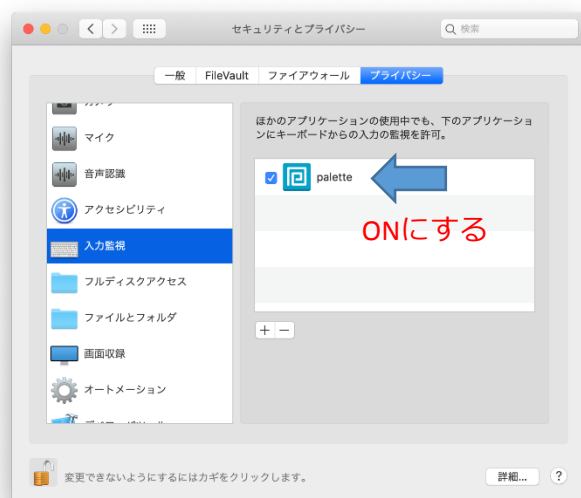 セキュリティとプライバシー
検索
一般 FileVault ファイアウォール プライバシー
マイク
音声認識
アクセシビリティ
入力監視
フルディスクアクセス
ファイルとフォルダ
画面収録
オートメーション
ほかのアプリケーションの使用中でも、下のアプリケーショ
ンにキーボードからの入力の監視を許可。
palette
ONにする
+ −
変更できないようにするにはカギをクリックします。
詳細... ?